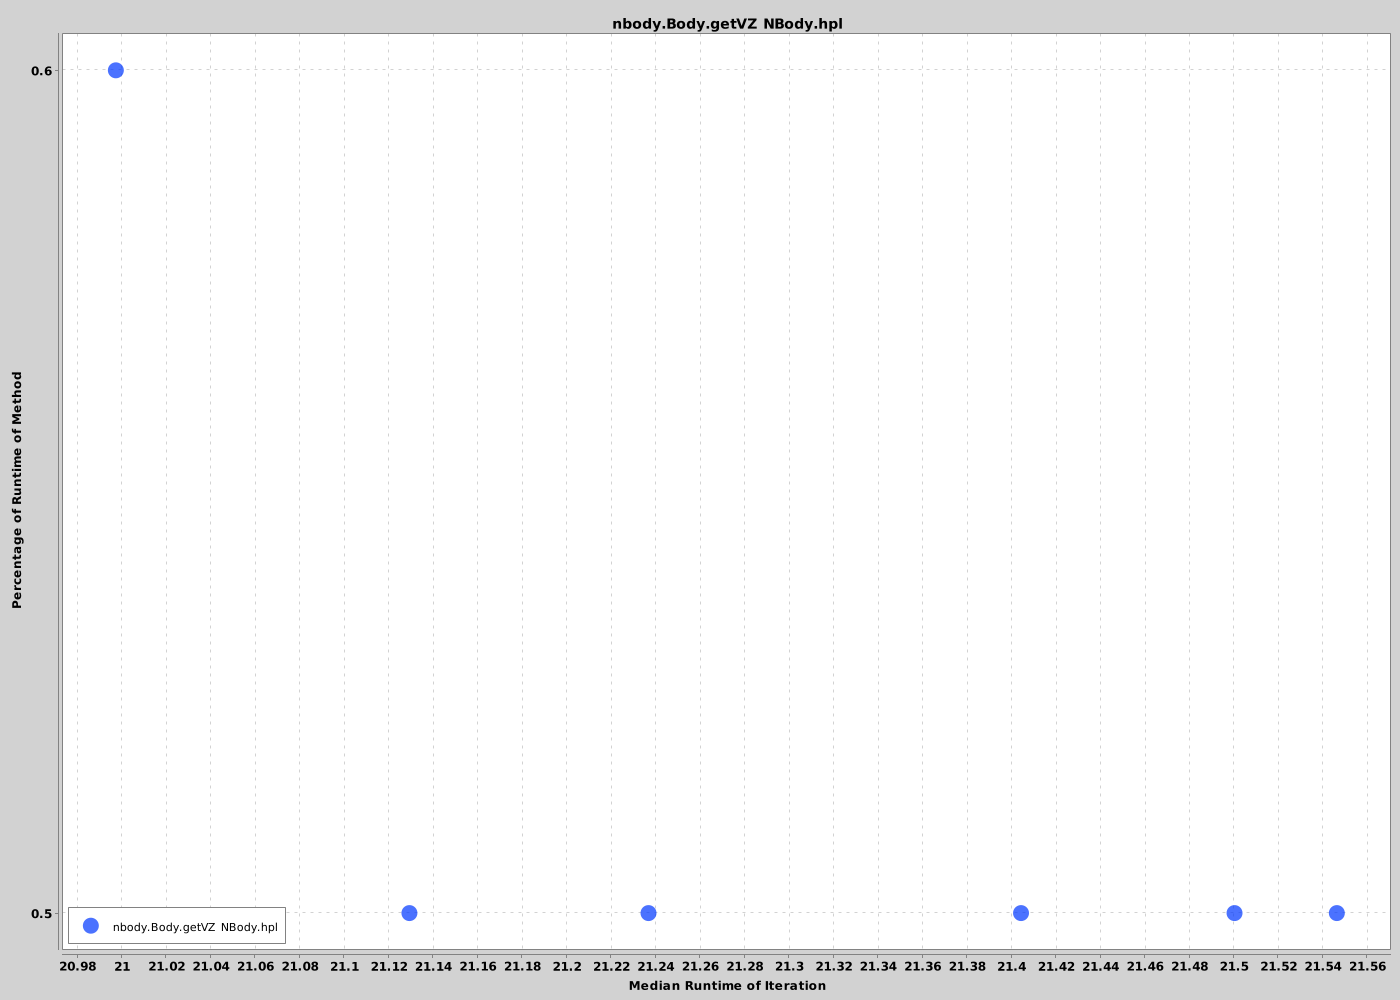 nbody.Body.getVZ NBody.hpl
0.6
Percentage of Runtime of Method
0.5
nbody.Body.getVZ NBody.hpl
20.98 21 21.02 21.04 21.06 21.08 21.1 21.12 21.14 21.16 21.18 21.2 21.22 21.24 21.26 21.28 21.3 21.32 21.34 21.36 21.38 21.4 21.42 21.44 21.46 21.48 21.5 21.52 21.54 21.56
Median Runtime of Iteration